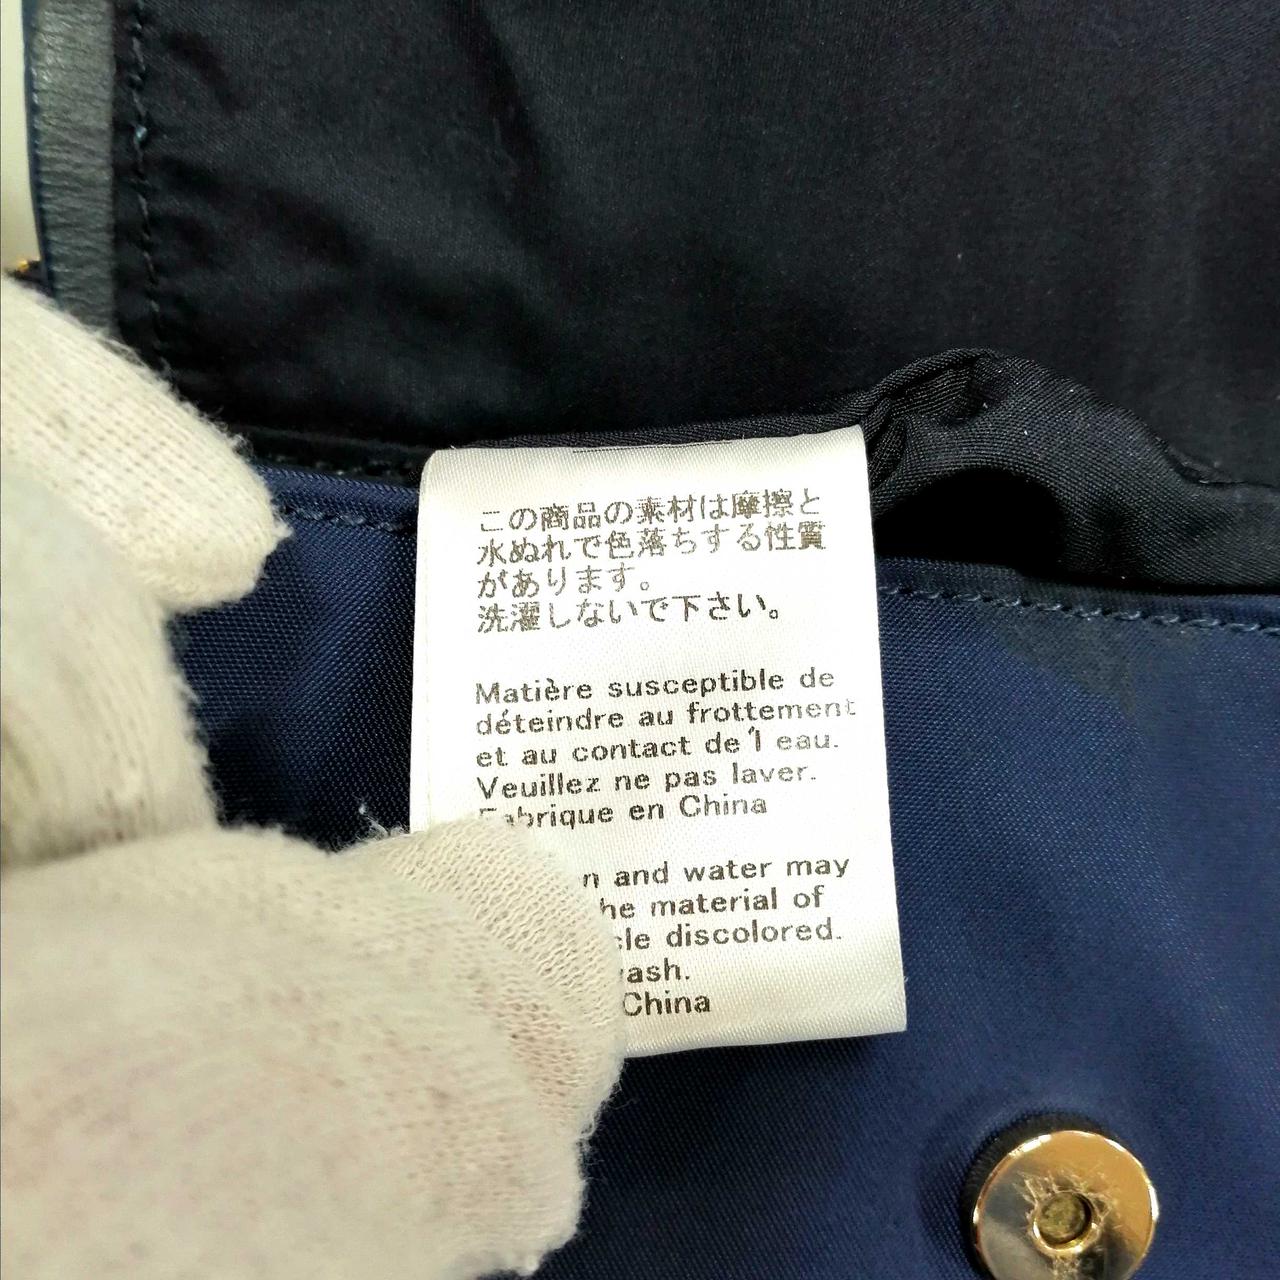 この商品の素材は摩擦と
水ぬれで色落ちする性質
があります。
洗濯しないで下さい。
Matière susceptible de
déteindre au frottement
et au contact de'l eau.
Veuillez ne pas laver.
Fabrique en China
and water may
the material of
discolored.
China